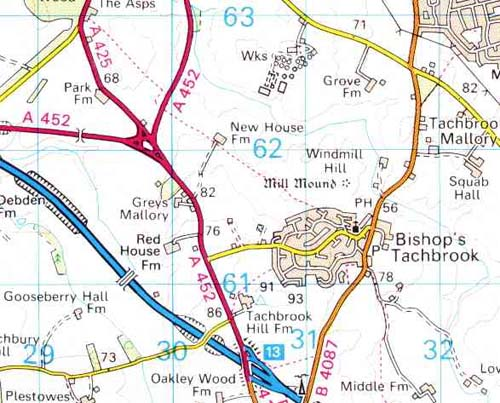 The Asps
63
71
Wks
A 425
A 452
68
Park
Fm
Grove
Fm
82
A 452
New House
Fm
62
Tachbroo
Mallory
Windmill
Hill
Mill Mound
Squab
Hall
Debden
Fm
Greys
Mallory
82
PH
56
76
Red
House
Fm
Bishop's
Tachbrook
A 452
61
91
93
78
Gooseberry Hall
Fm
86
Tachbrook
Hill Fm
31
chbury
29
73
30
13
32
B 4087
Oakley Wood
Fm
Middle Fm
Plestowes